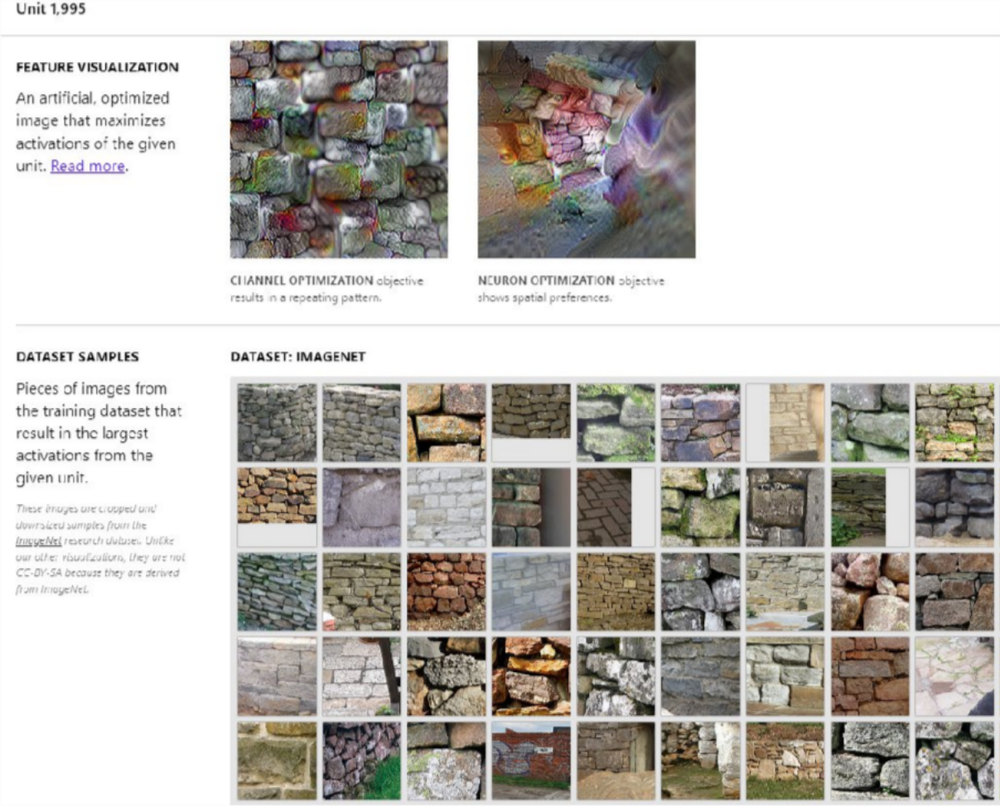 Unit 1,995
FEATURE VISUALIZATION
An artificial, optimized
image that maximizes
activations of the given
unit. Read more.
CHANNEL OPTIMIZATION objective
results in a repeating pattern.
NEURON OPTIMIZATION objective
shows spatial preferences.
DATASET SAMPLES
Pieces of images from
the training dataset that
result in the largest
activations from the
given unit.
These images are cropped and
downsized samples from the
ImageNet research dataset. Unlike
our other visualizations, they are not
CC-BY-SA because they are derived
from ImageNet.
DATASET: IMAGENET